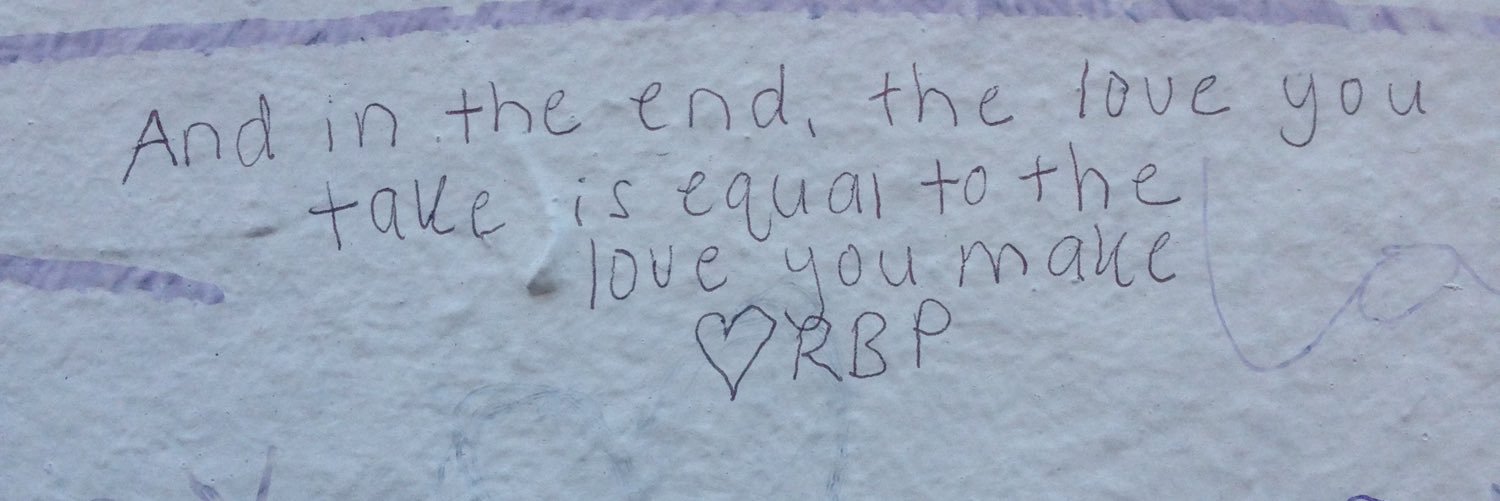 And in the end, the love you
take is equal to the
love you make
♡RBP